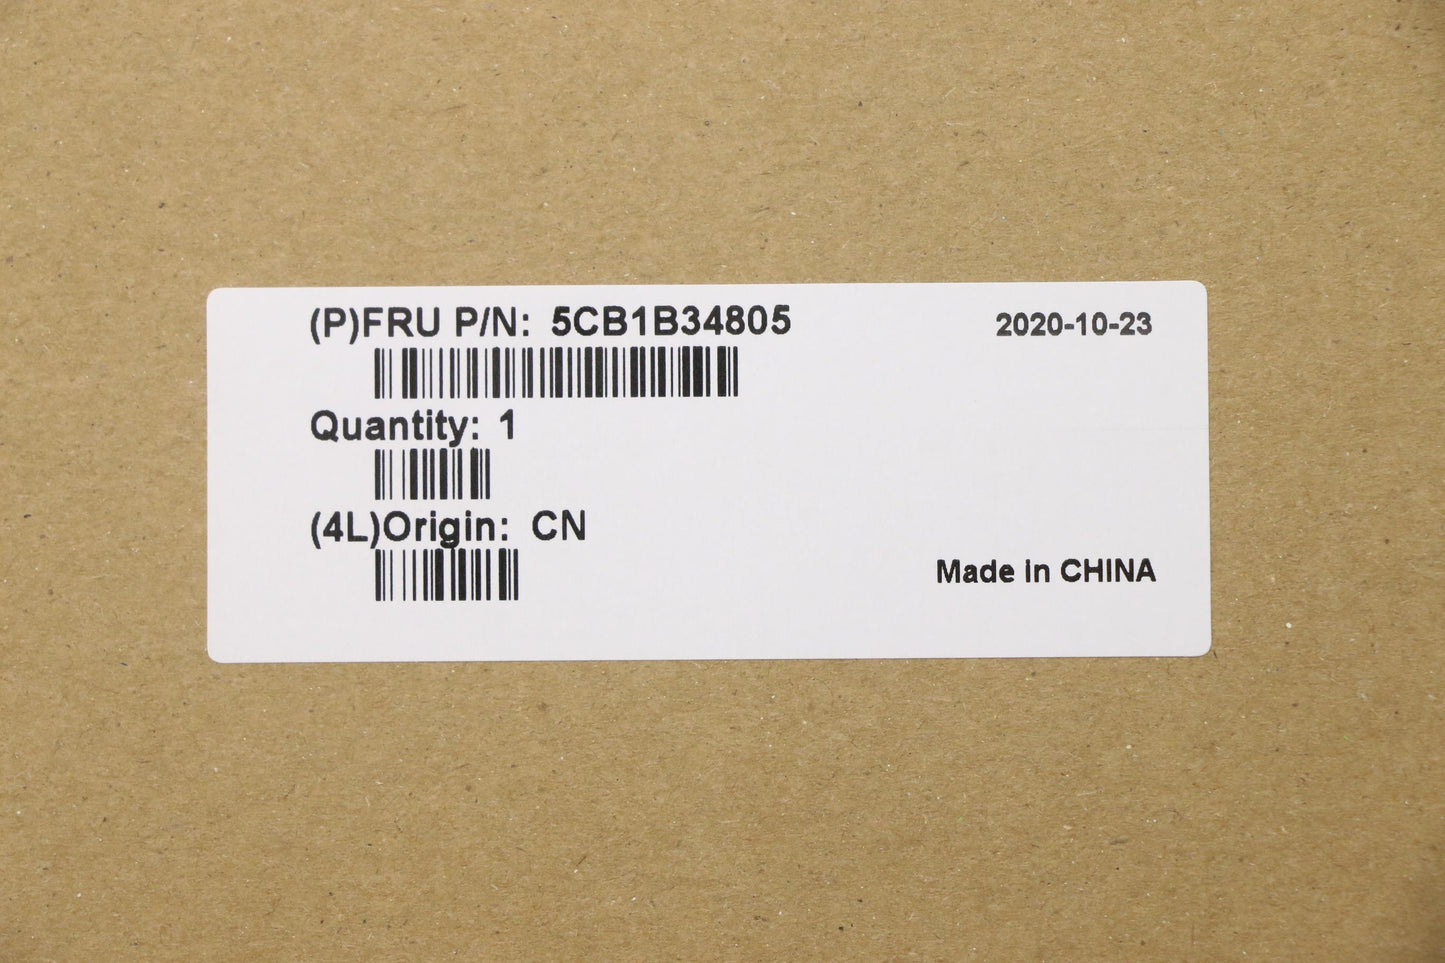 (P)FRU P/N: 5CB1B34805
2020-10-23
Quantity: 1
(4L)Origin: CN
Made in CHINA